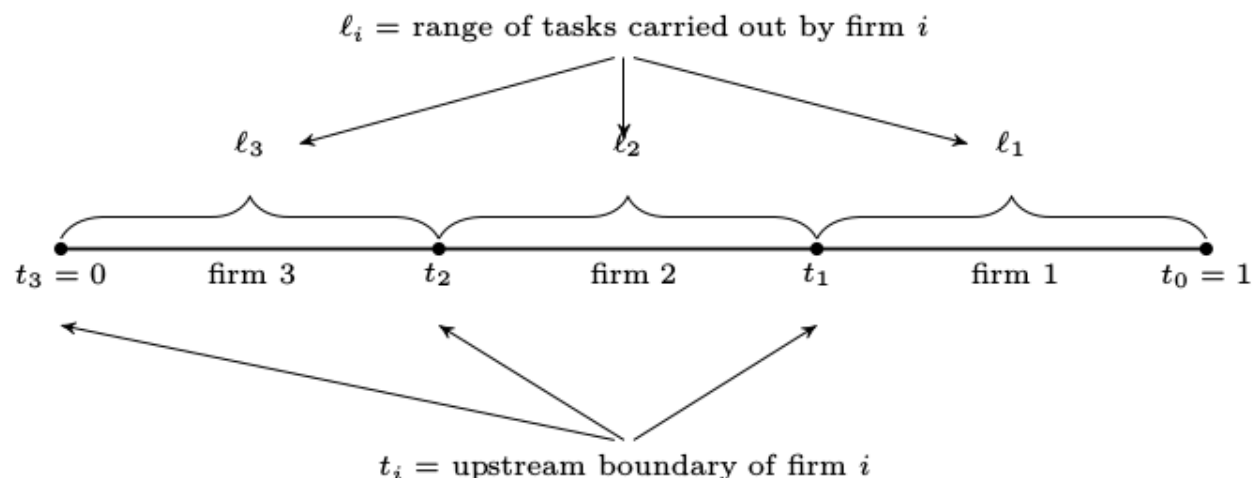 ℓᵢ = range of tasks carried out by firm i
ℓ₃ ℓ₂ ℓ₁
t₃ = 0 firm 3 t₂ firm 2 t₁ firm 1 t₀ = 1
tᵢ = upstream boundary of firm i